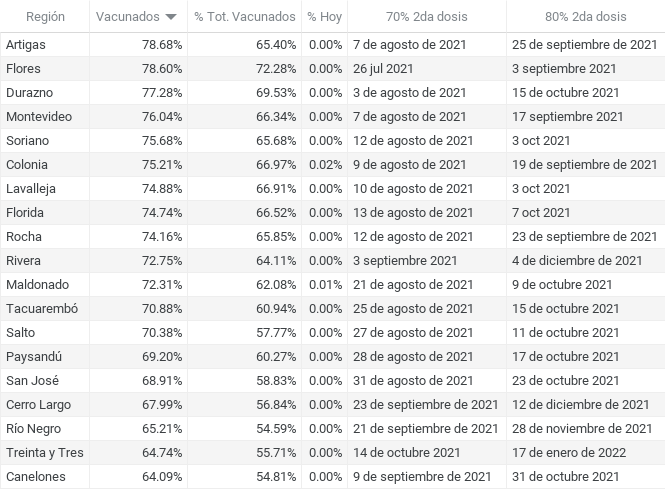 Región Vacunados % Tot. Vacunados % Hoy 70% 2da dosis 80% 2da dosis
Artigas 78.68% 65.40% 0.00% 7 de agosto de 2021 25 de septiembre de 2021
Flores 78.60% 72.28% 0.00% 26 jul 2021 3 septiembre 2021
Durazno 77.28% 69.53% 0.00% 3 de agosto de 2021 15 de octubre 2021
Montevideo 76.04% 66.34% 0.00% 7 de agosto de 2021 17 septiembre 2021
Soriano 75.68% 65.68% 0.00% 12 de agosto de 2021 3 oct 2021
Colonia 75.21% 66.97% 0.02% 9 de agosto de 2021 19 de septiembre de 2021
Lavalleja 74.88% 66.91% 0.00% 10 de agosto de 2021 3 oct 2021
Florida 74.74% 66.52% 0.00% 13 de agosto de 2021 7 oct 2021
Rocha 74.16% 65.85% 0.00% 12 de agosto de 2021 23 de septiembre de 2021
Rivera 72.75% 64.11% 0.00% 3 septiembre 2021 4 de diciembre de 2021
Maldonado 72.31% 62.08% 0.01% 21 de agosto de 2021 9 de octubre 2021
Tacuarembó 70.88% 60.94% 0.00% 25 de agosto de 2021 15 de octubre 2021
Salto 70.38% 57.77% 0.00% 27 de agosto de 2021 11 de octubre 2021
Paysandú 69.20% 60.27% 0.00% 28 de agosto de 2021 17 de octubre 2021
San José 68.91% 58.83% 0.00% 31 de agosto de 2021 23 de octubre 2021
Cerro Largo 67.99% 56.84% 0.00% 23 de septiembre de 2021 12 de diciembre de 2021
Río Negro 65.21% 54.59% 0.00% 21 de septiembre de 2021 28 de noviembre de 2021
Treinta y Tres 64.74% 55.71% 0.00% 14 de octubre 2021 17 de enero de 2022
Canelones 64.09% 54.81% 0.00% 9 de septiembre de 2021 31 de octubre 2021